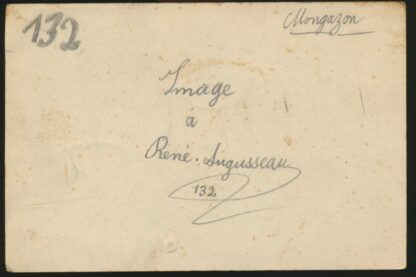 132
Mongazon
Image
à
René Augusseau
132